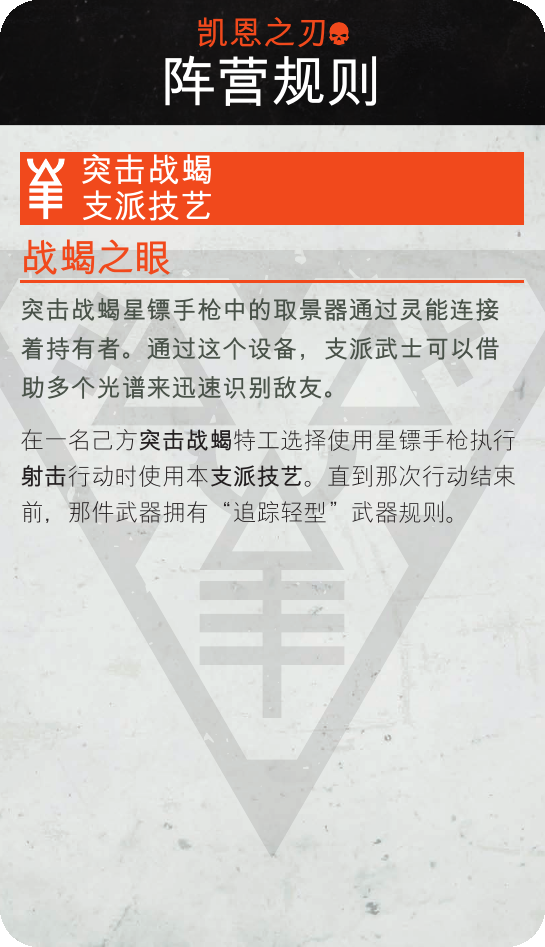 凯恩之刃
阵营规则
突击战蝎
支派技艺
战蝎之眼
突击战蝎星镖手枪中的取景器通过灵能连接
着持有者。通过这个设备，支派武士可以借
助多个光谱来迅速识别敌友。
在一名己方突击战蝎特工选择使用星镖手枪执行
射击行动时使用本支派技艺。直到那次行动结束
前，那件武器拥有“追踪轻型”武器规则。